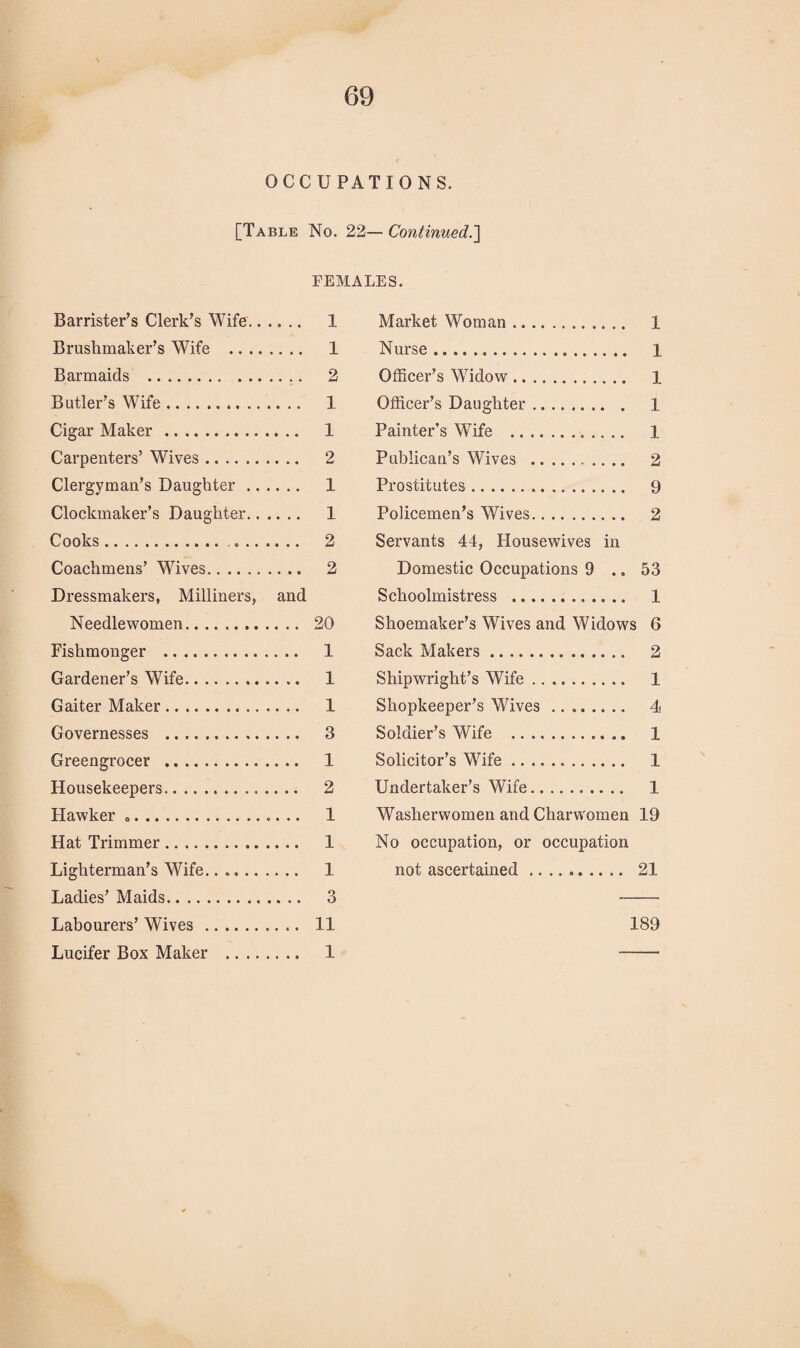 69
OCCUPATIONS.
[Table No. 22— Continued.]
FEMALES.
Barrister's Clerk's Wife...... 1
Brushmaker's Wife ........ 1
Barmaids ............... 2
Butler's Wife.............. 1
Cigar Maker .............. 1
Carpenters' Wives.......... 2
Clergyman's Daughter ...... 1
Clockmaker's Daughter...... 1
Cooks.................... 2
Coachmens' Wives.......... 2
Dressmakers, Milliners, and
Needlewomen............ 20
Fishmonger .............. 1
Gardener's Wife............ 1
Gaiter Maker.............. 1
Governesses .............. 3
Greengrocer .............. 1
Housekeepers.............. 2
Hawker .................. 1
Hat Trimmer.............. 1
Lighterman's Wife.......... 1
Ladies' Maids.............. 3
Labourers' Wives .......... 11
Lucifer Box Maker ........ 1
Market Woman............ 1
Nurse.................... 1
Officer's Widow............ 1
Officer's Daughter......... 1
Painter's Wife ............ 1
Publican's Wives .......... 2
Prostitutes................ 9
Policemen's Wives.......... 2
Servants 44, Housewives in
Domestic Occupations 9 .. 53
Schoolmistress ............ 1
Shoemaker's Wives and Widows 6
Sack Makers.............. 2
Shipwright's Wife.......... 1
Shopkeeper's Wives ........ 4
Soldier's Wife ............ 1
Solicitor's Wife............ 1
Undertaker's Wife.......... 1
Washerwomen and Charwomen 19
No occupation, or occupation
not ascertained .......... 21
189